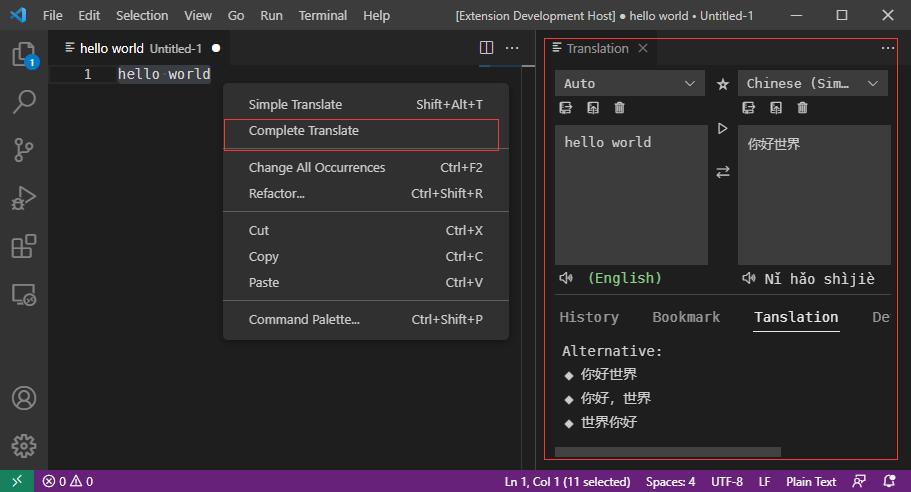 File Edit Selection View Go Run Terminal Help [Extension Development Host] ● hello world • Untitled-1
hello world Untitled-1 ●
1 hello world
Simple Translate Shift+Alt+T
Complete Translate
Change All Occurrences Ctrl+F2
Refactor... Ctrl+Shift+R
Cut Ctrl+X
Copy Ctrl+C
Paste Ctrl+V
Command Palette... Ctrl+Shift+P
Translation
Auto Chinese (Sim…
hello world
你好世界
(English) Nǐ hǎo shìjiè
History Bookmark Tanslation De
Alternative:
◆ 你好世界
◆ 你好，世界
◆ 世界你好
1
0 0 Ln 1, Col 1 (11 selected) Spaces: 4 UTF-8 LF Plain Text